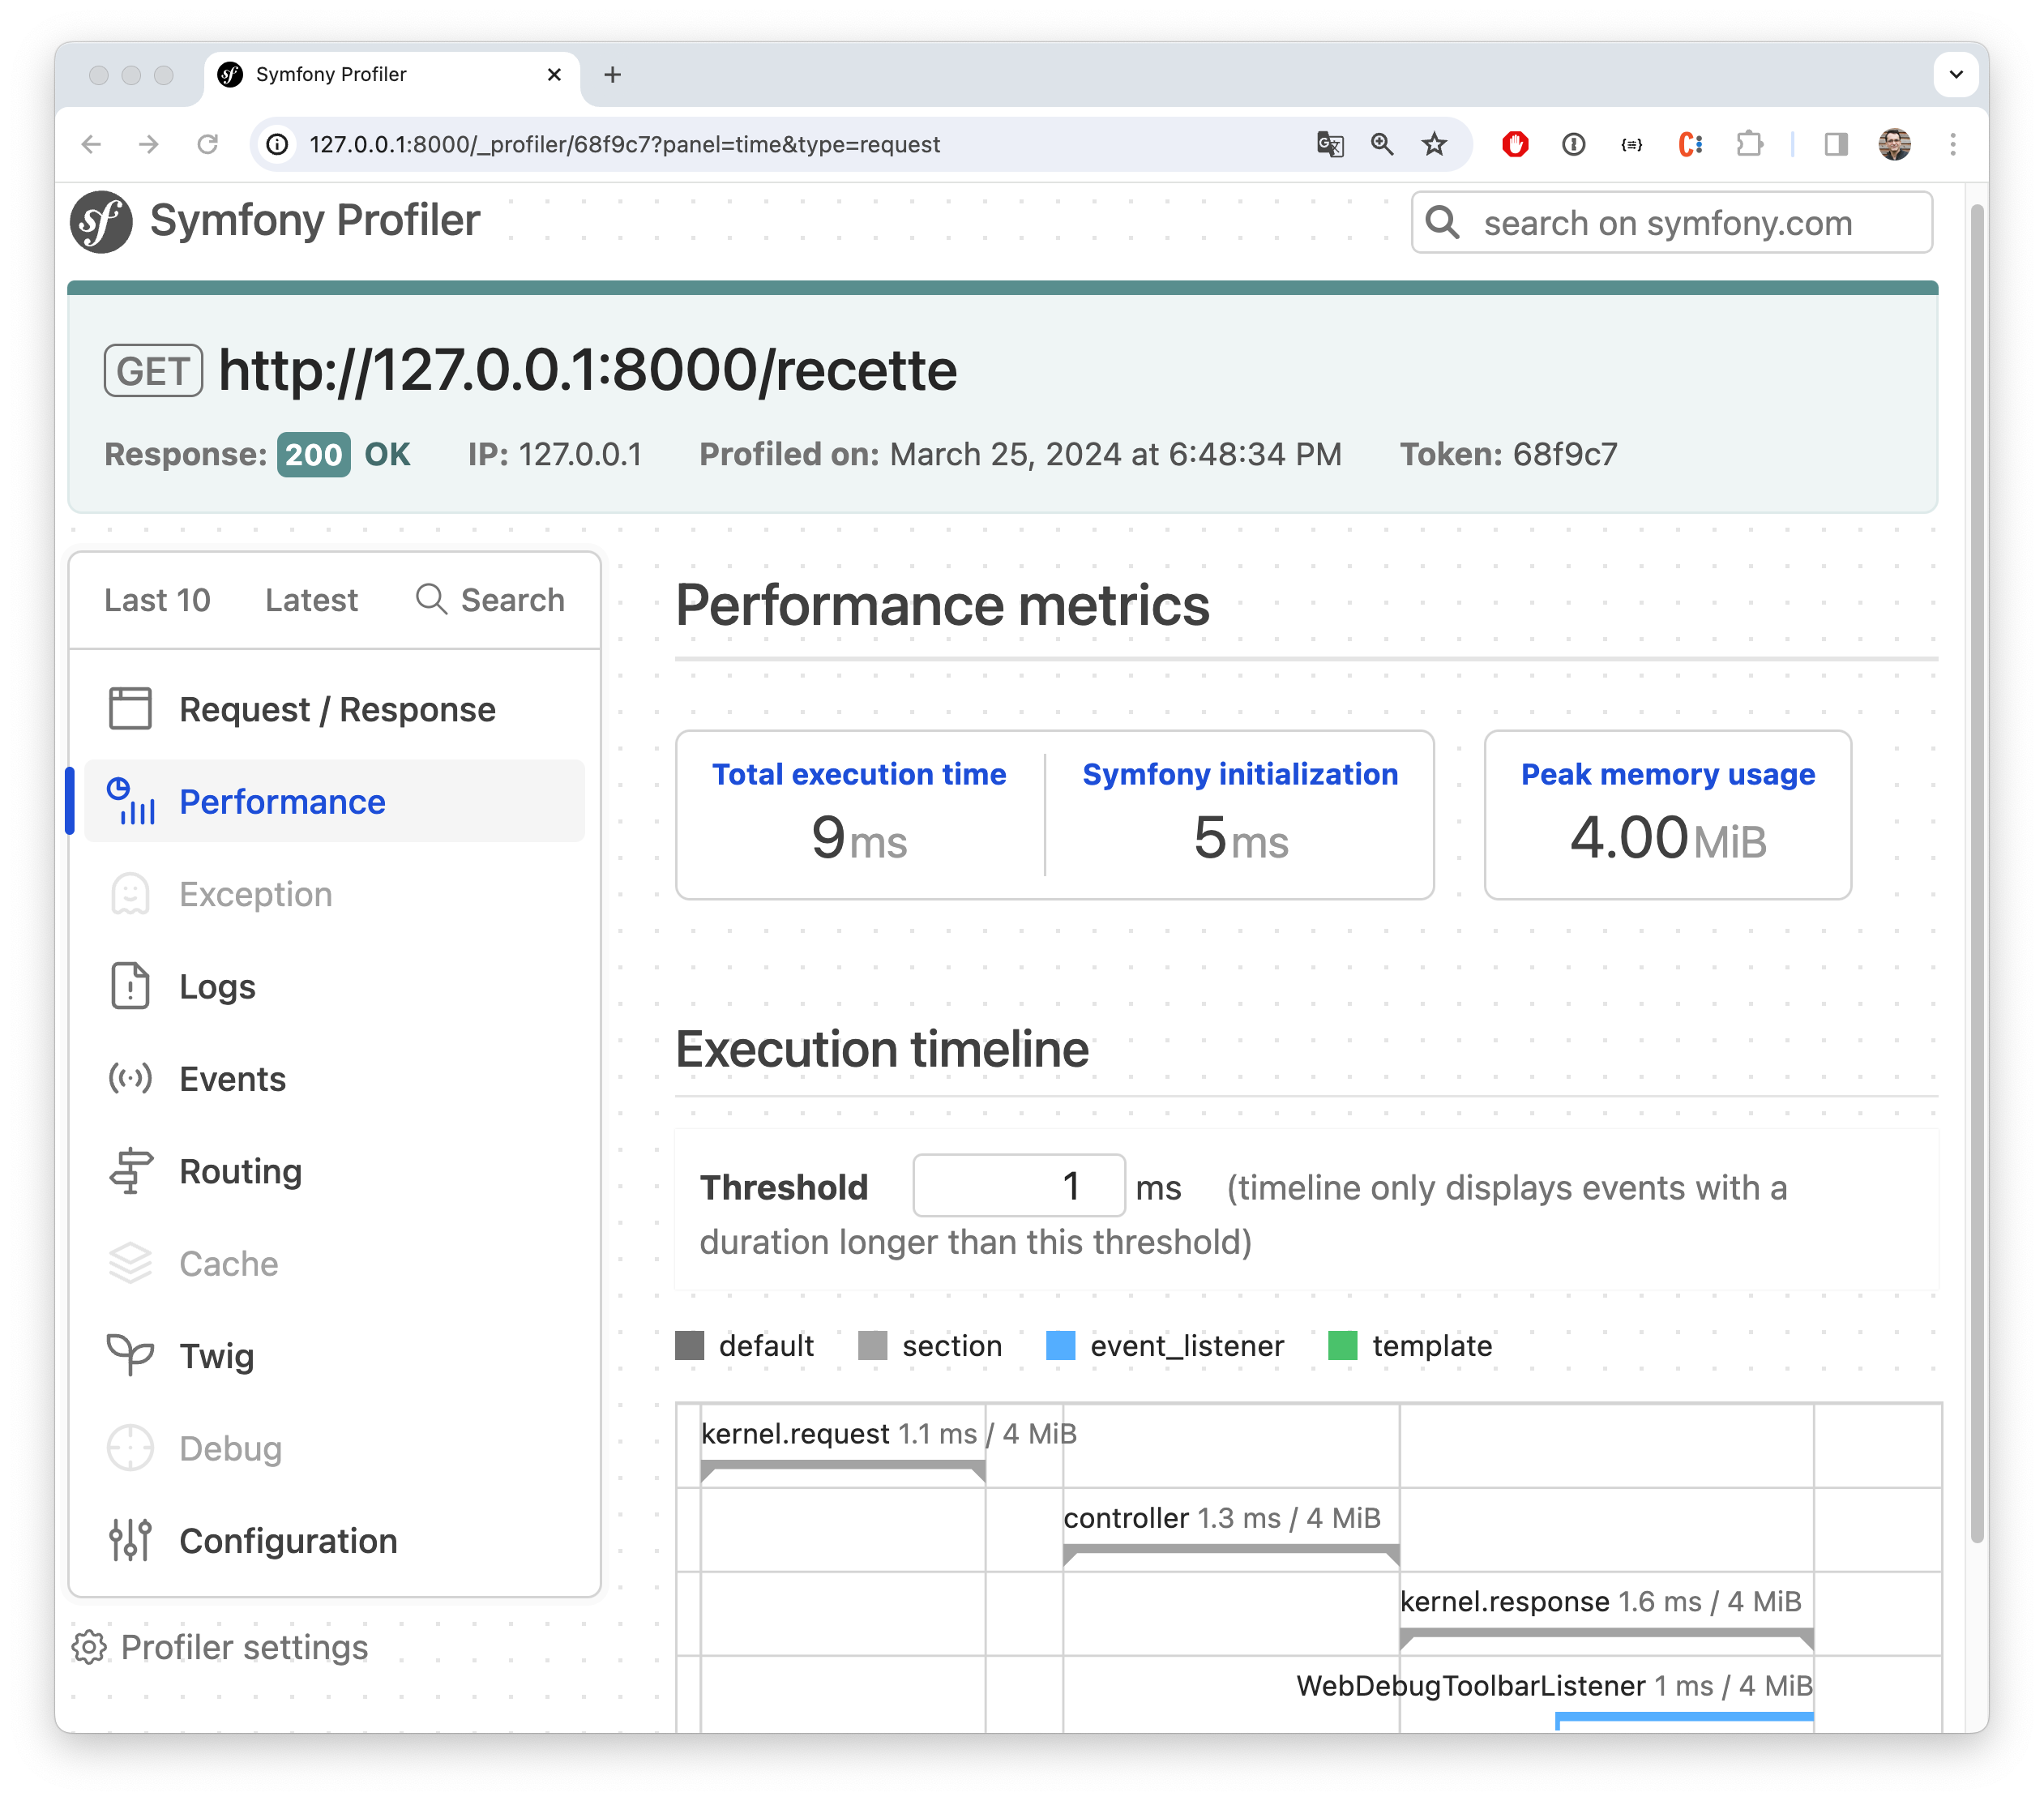 Symfony Profiler
127.0.0.1:8000/_profiler/68f9c7?panel=time&type=request
Symfony Profiler
search on symfony.com
GET http://127.0.0.1:8000/recette
Response: 200 OK IP: 127.0.0.1 Profiled on: March 25, 2024 at 6:48:34 PM Token: 68f9c7
Last 10 Latest Search
Request / Response
Performance
Exception
Logs
Events
Routing
Cache
Twig
Debug
Configuration
Profiler settings
Performance metrics
Total execution time
9 ms
Symfony initialization
5 ms
Peak memory usage
4.00 MiB
Execution timeline
Threshold 1 ms (timeline only displays events with a
duration longer than this threshold)
default section event_listener template
kernel.request 1.1 ms / 4 MiB
controller 1.3 ms / 4 MiB
kernel.response 1.6 ms / 4 MiB
WebDebugToolbarListener 1 ms / 4 MiB